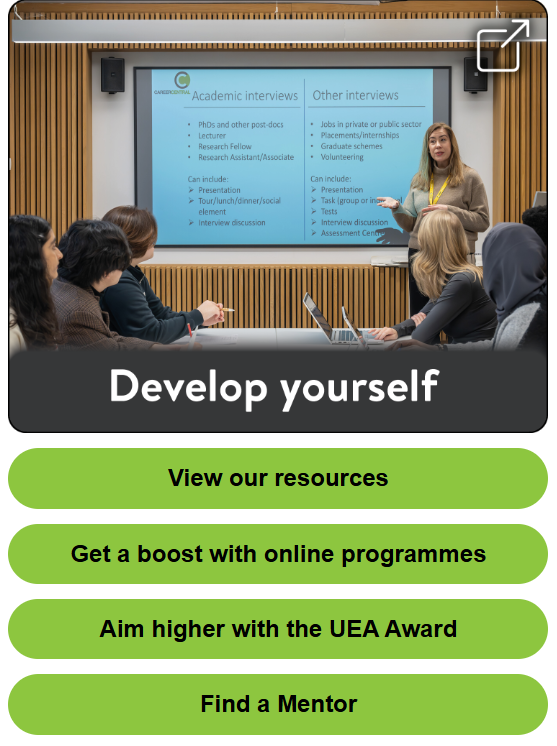 CAREERCENTRAL
Academic interviews
• PhDs and other post-docs
• Lecturer
• Research Fellow
• Research Assistant/Associate
Can include:
➢ Presentation
➢ Tour/lunch/dinner/social
element
➢ Interview discussion
Other interviews
• Jobs in private or public sector
• Placements/internships
• Graduate schemes
• Volunteering
Can include:
➢ Presentation
➢ Task (group or
➢ Tests
➢ Interview discussion
➢ Assessment
Develop yourself
View our resources
Get a boost with online programmes
Aim higher with the UEA Award
Find a Mentor